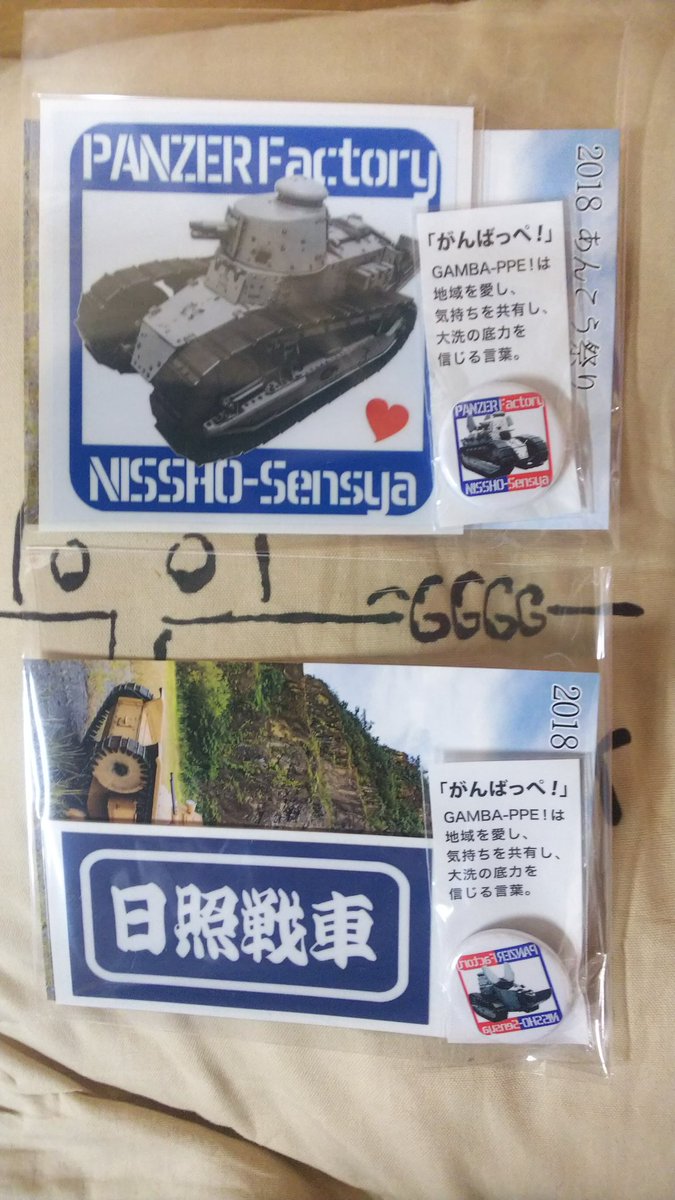 PANZER Factory
NISSHO-Sensya
2018 あんこう祭り
「がんばっぺ!」
GAMBA-PPE!は
地域を愛し、
気持ちを共有し、
大洗の底力を
信じる言葉。
PANZER Factory
NISSHO-Sensya
2018
日照戦車
「がんばっぺ!」
GAMBA-PPE!は
地域を愛し、
気持ちを共有し、
大洗の底力を
信じる言葉。
PANZER Factory
NISSHO-Sensya